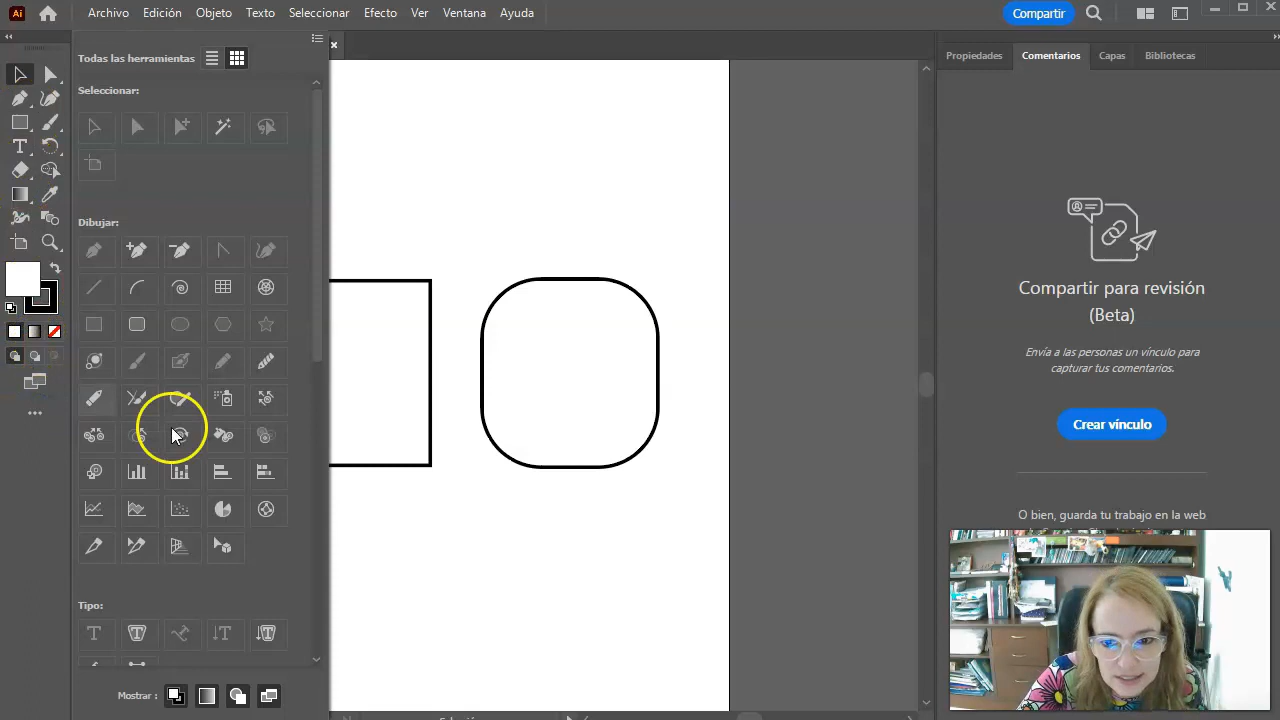 Ai Archivo Edición Objeto Texto Seleccionar Efecto Ver Ventana Ayuda Compartir
Todas las herramientas
Propiedades Comentarios Capas Bibliotecas
Seleccionar:
Dibujar:
Compartir para revisión
(Beta)
Envía a las personas un vínculo para
capturar tus comentarios.
Crear vínculo
O bien, guarda tu trabajo en la web
Tipo:
Mostrar :